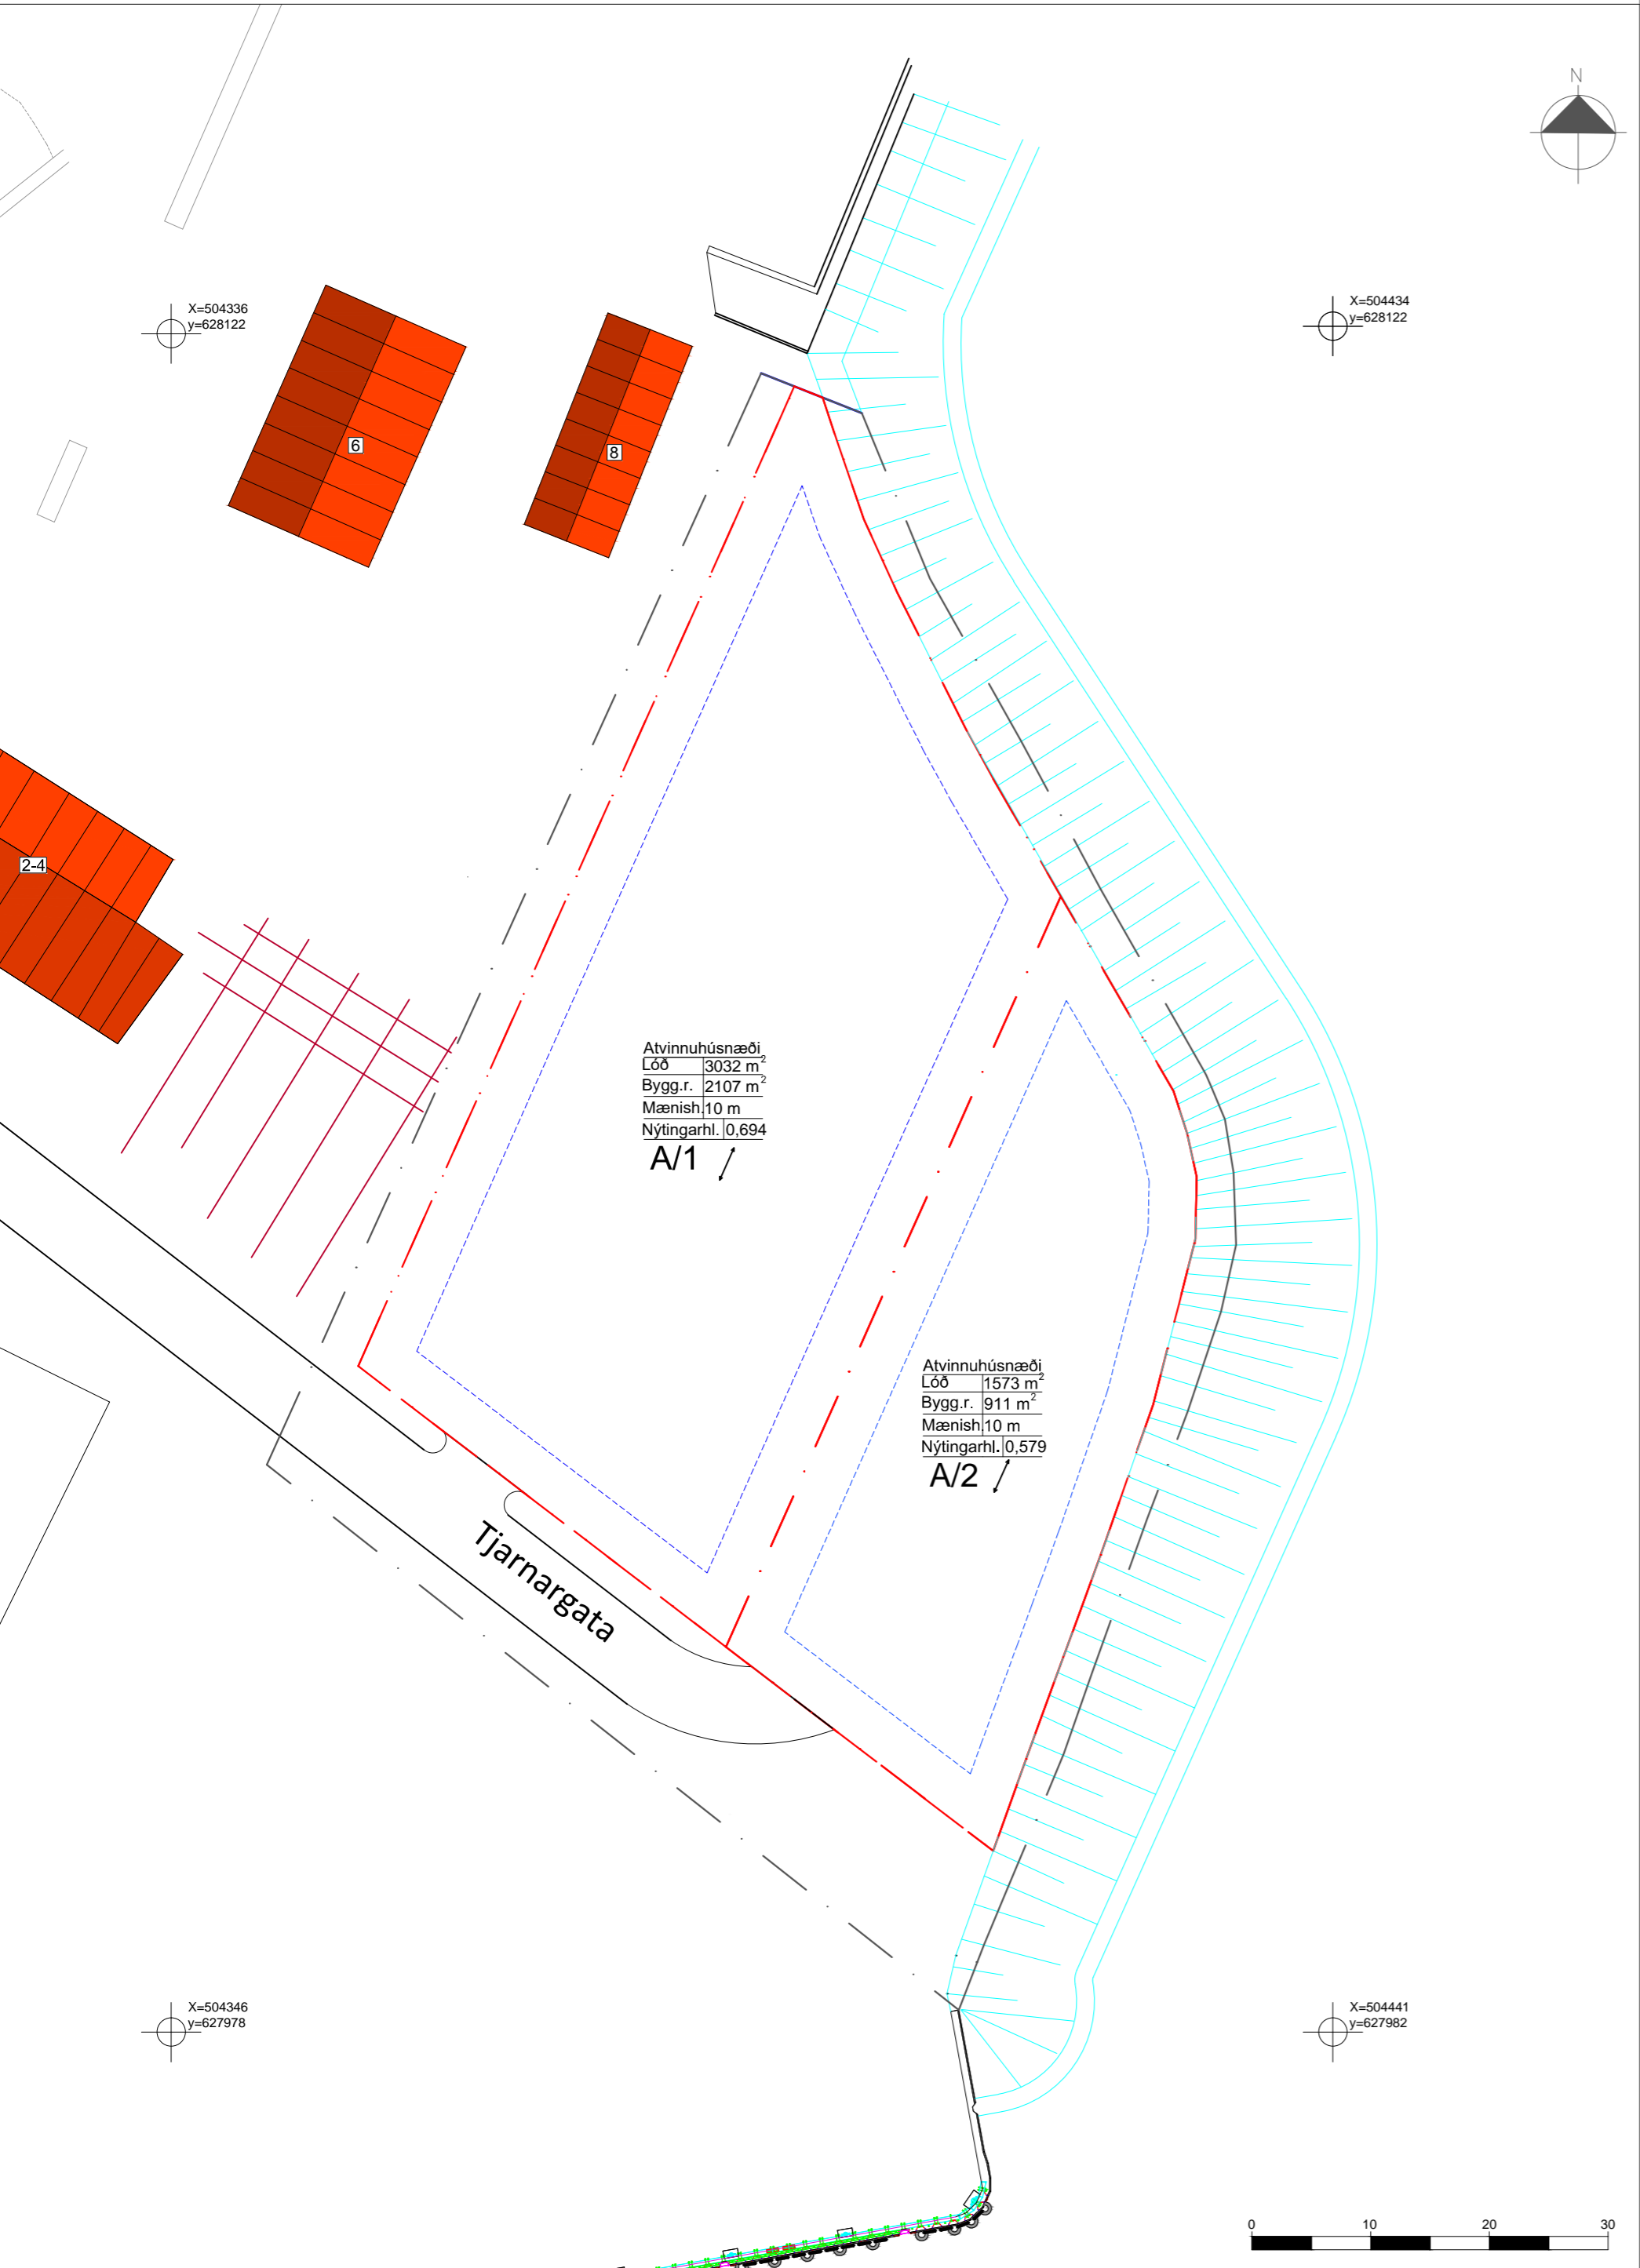 N
X=504336
y=628122
X=504434
y=628122
6
8
2-4
Atvinnuhúsnæði
Lóð 3032 m²
Bygg.r. 2107 m²
Mænish. 10 m
Nýtingarhl. 0,694
A/1
Atvinnuhúsnæði
Lóð 1573 m²
Bygg.r. 911 m²
Mænish. 10 m
Nýtingarhl. 0,579
A/2
Tjarnargata
X=504346
y=627978
X=504441
y=627982
0 10 20 30